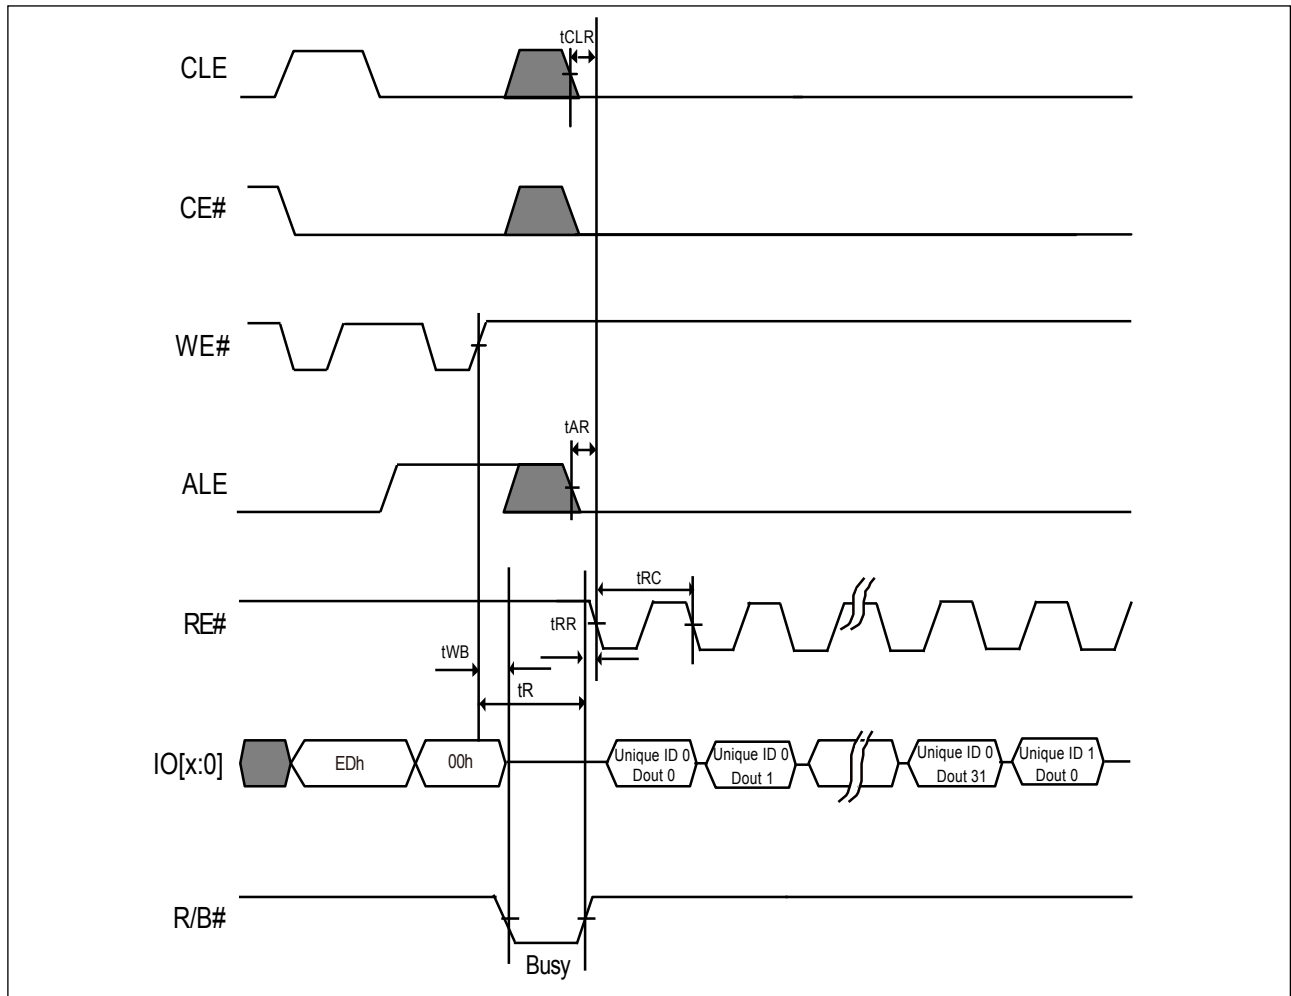 tCLR
CLE
CE#
WE#
tAR
ALE
tRC
RE#
tRR
tWB
tR
IO[x:0]
EDh
00h
Unique ID 0
Dout 0
Unique ID 0
Dout 1
Unique ID 0
Dout 31
Unique ID 1
Dout 0
R/B#
Busy